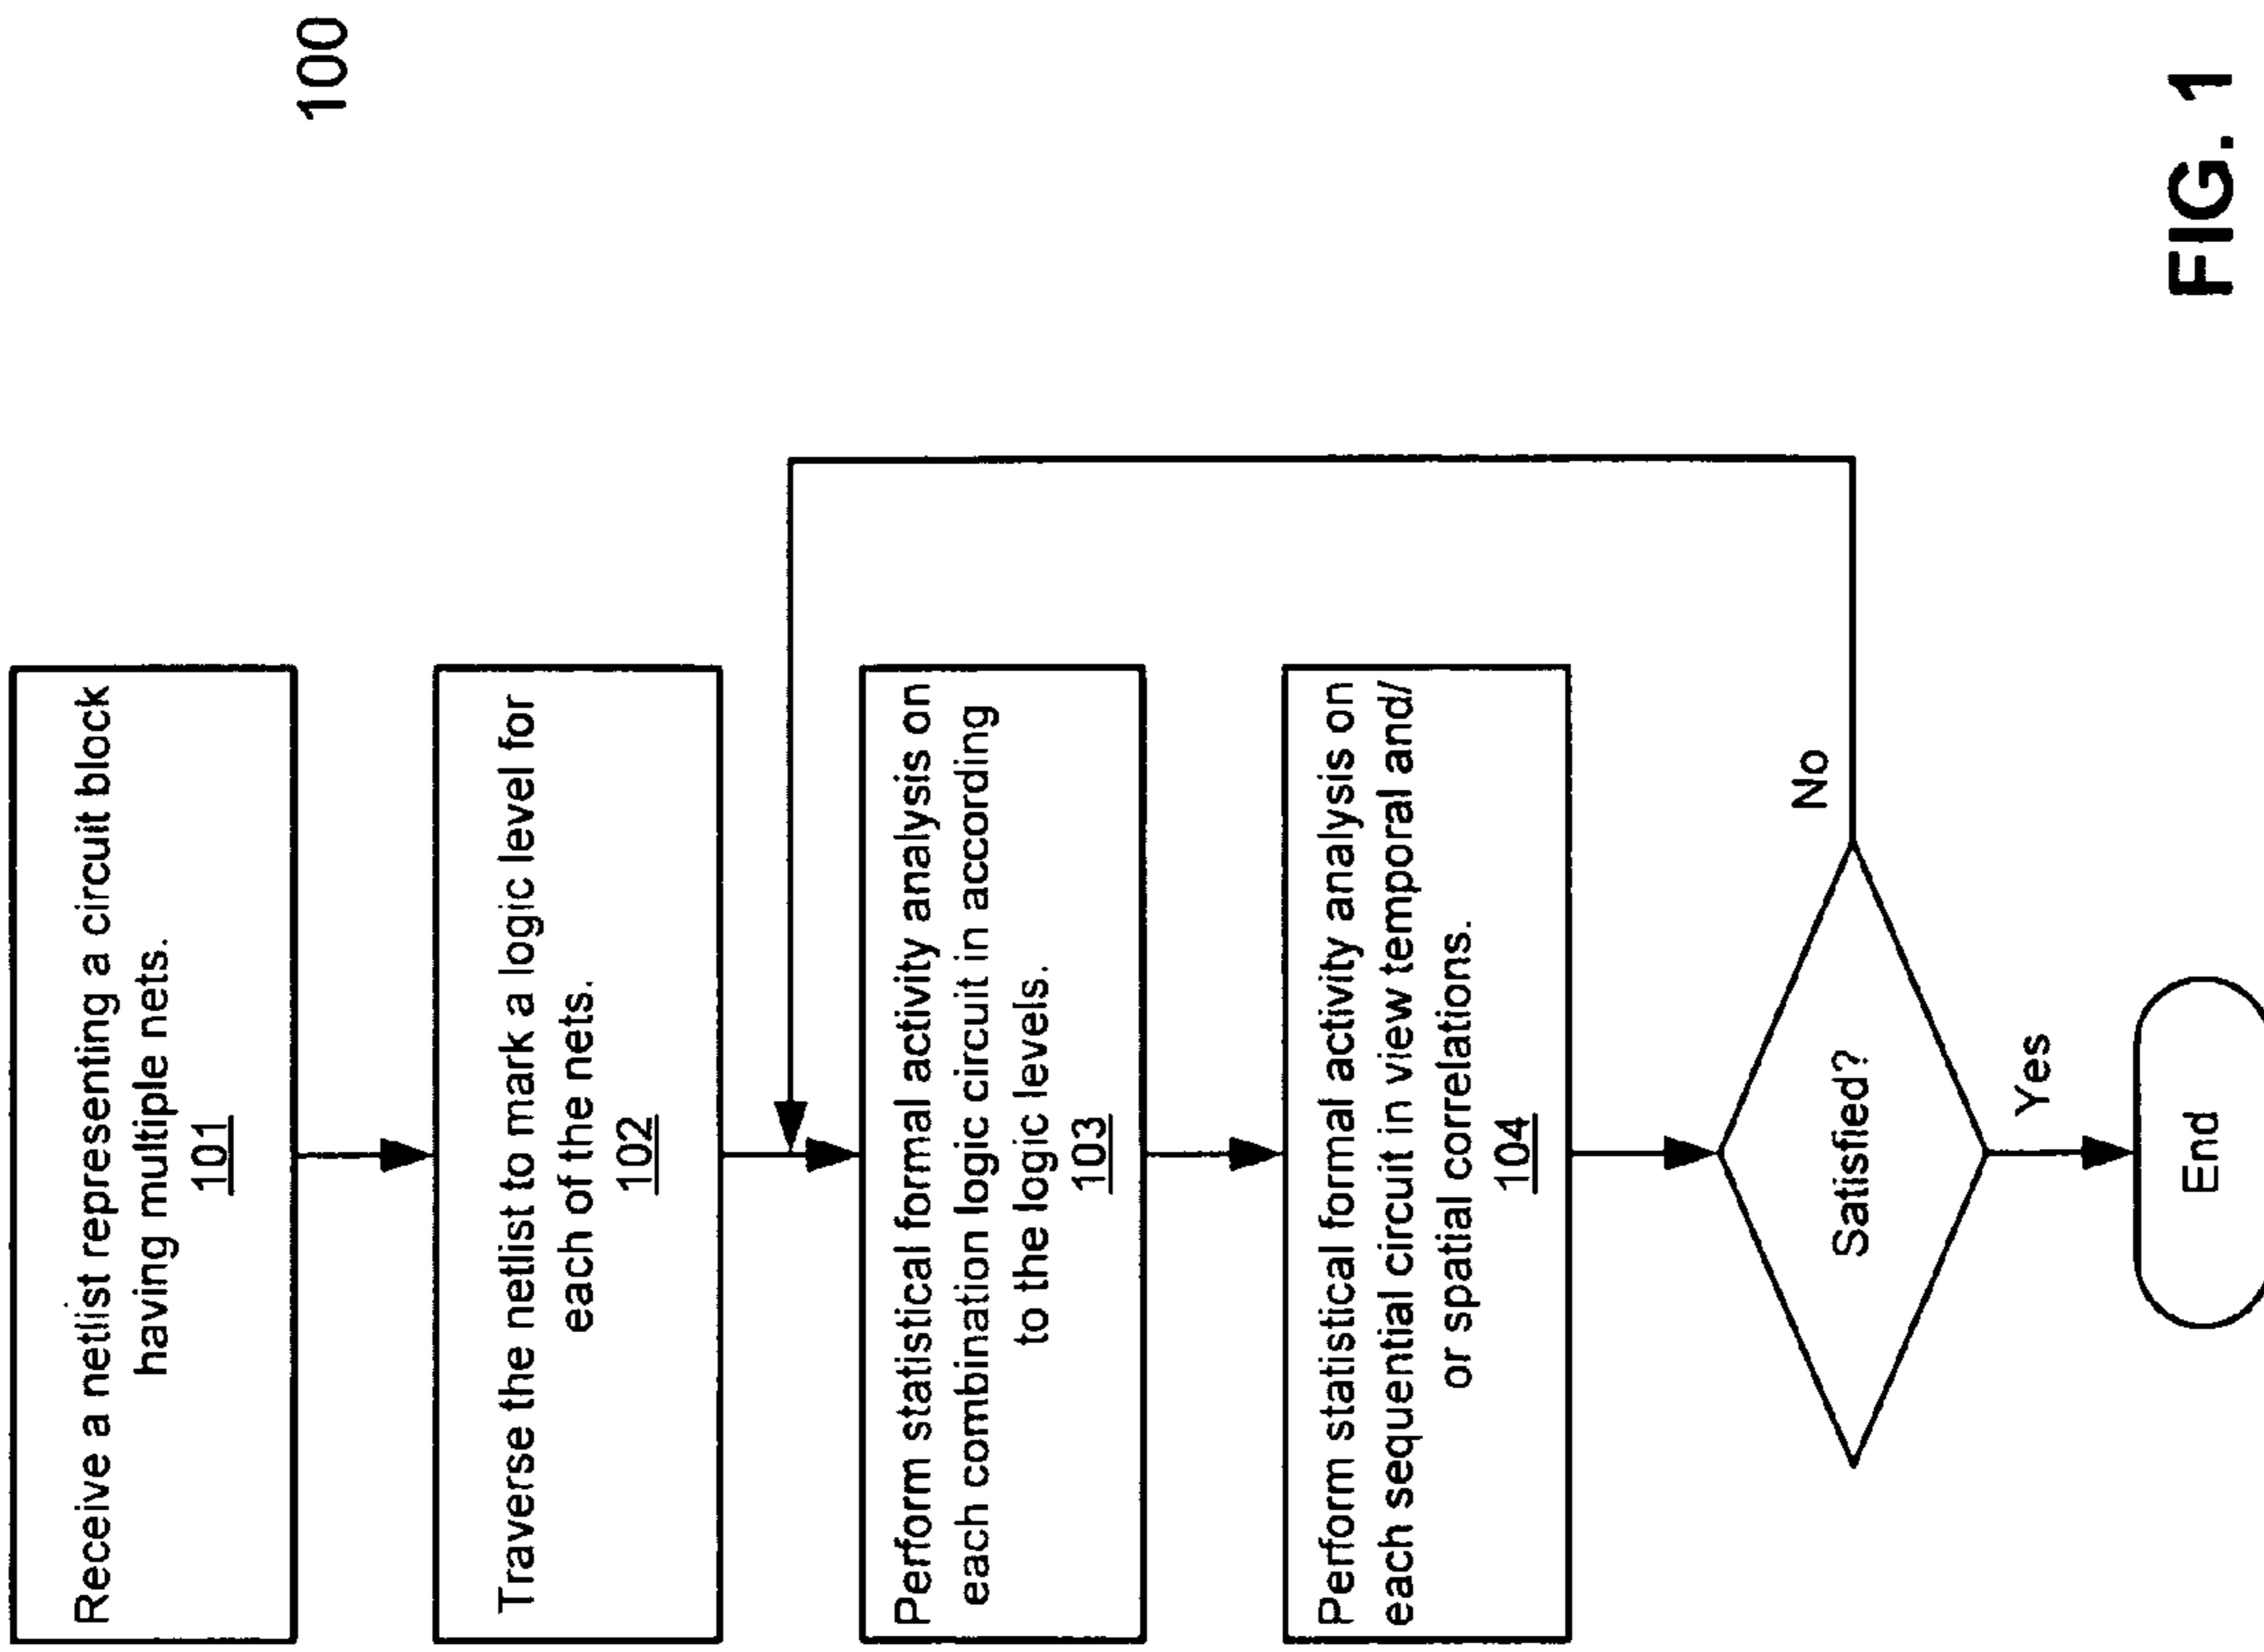 100
Receive a netlist representing a circuit block
having multiple nets.
101
Traverse the netlist to mark a logic level for
each of the nets.
102
Perform statistical formal activity analysis on
each combination logic circuit in according
to the logic levels.
103
Perform statistical formal activity analysis on
each sequential circuit in view temporal and/
or spatial correlations.
104
Satisfied?
No
Yes
End
FIG. 1